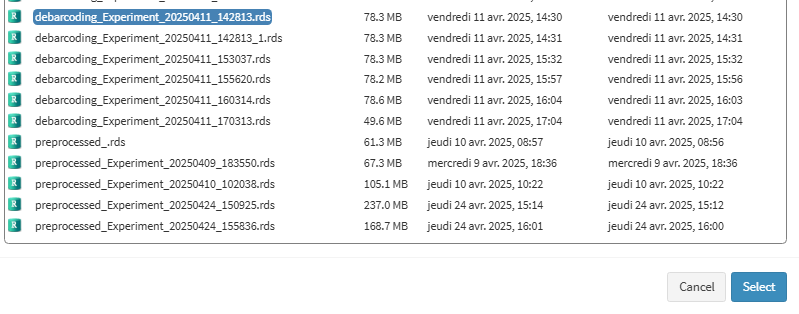 debarcoding_Experiment_20250411_142813.rds 78.3 MB vendredi 11 avr. 2025, 14:30 vendredi 11 avr. 2025, 14:30
debarcoding_Experiment_20250411_142813_1.rds 78.3 MB vendredi 11 avr. 2025, 14:31 vendredi 11 avr. 2025, 14:31
debarcoding_Experiment_20250411_153037.rds 78.3 MB vendredi 11 avr. 2025, 15:32 vendredi 11 avr. 2025, 15:32
debarcoding_Experiment_20250411_155620.rds 78.2 MB vendredi 11 avr. 2025, 15:57 vendredi 11 avr. 2025, 15:56
debarcoding_Experiment_20250411_160314.rds 78.6 MB vendredi 11 avr. 2025, 16:04 vendredi 11 avr. 2025, 16:03
debarcoding_Experiment_20250411_170313.rds 49.6 MB vendredi 11 avr. 2025, 17:04 vendredi 11 avr. 2025, 17:04
preprocessed_.rds 61.3 MB jeudi 10 avr. 2025, 08:57 jeudi 10 avr. 2025, 08:56
preprocessed_Experiment_20250409_183550.rds 67.3 MB mercredi 9 avr. 2025, 18:36 mercredi 9 avr. 2025, 18:36
preprocessed_Experiment_20250410_102038.rds 105.1 MB jeudi 10 avr. 2025, 10:22 jeudi 10 avr. 2025, 10:22
preprocessed_Experiment_20250424_150925.rds 237.0 MB jeudi 24 avr. 2025, 15:14 jeudi 24 avr. 2025, 15:12
preprocessed_Experiment_20250424_155836.rds 168.7 MB jeudi 24 avr. 2025, 16:01 jeudi 24 avr. 2025, 16:00
Cancel Select